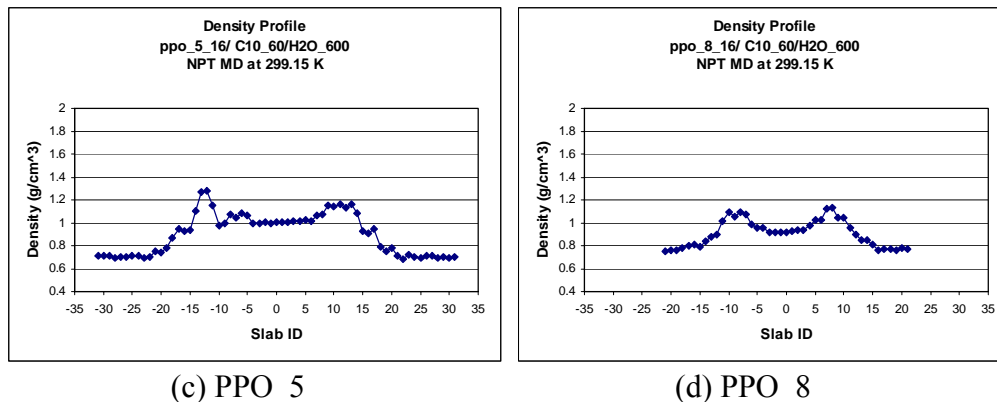 Density Profile
ppo_5_16/ C10_60/H2O_600
NPT MD at 299.15 K
Density (g/cm^3)
2
1.8
1.6
1.4
1.2
1
0.8
0.6
0.4
-35 -30 -25 -20 -15 -10 -5 0 5 10 15 20 25 30 35
Slab ID
(c) PPO_5
Density Profile
ppo_8_16/ C10_60/H2O_600
NPT MD at 299.15 K
Density (g/cm^3)
2
1.8
1.6
1.4
1.2
1
0.8
0.6
0.4
-35 -30 -25 -20 -15 -10 -5 0 5 10 15 20 25 30 35
Slab ID
(d) PPO_8